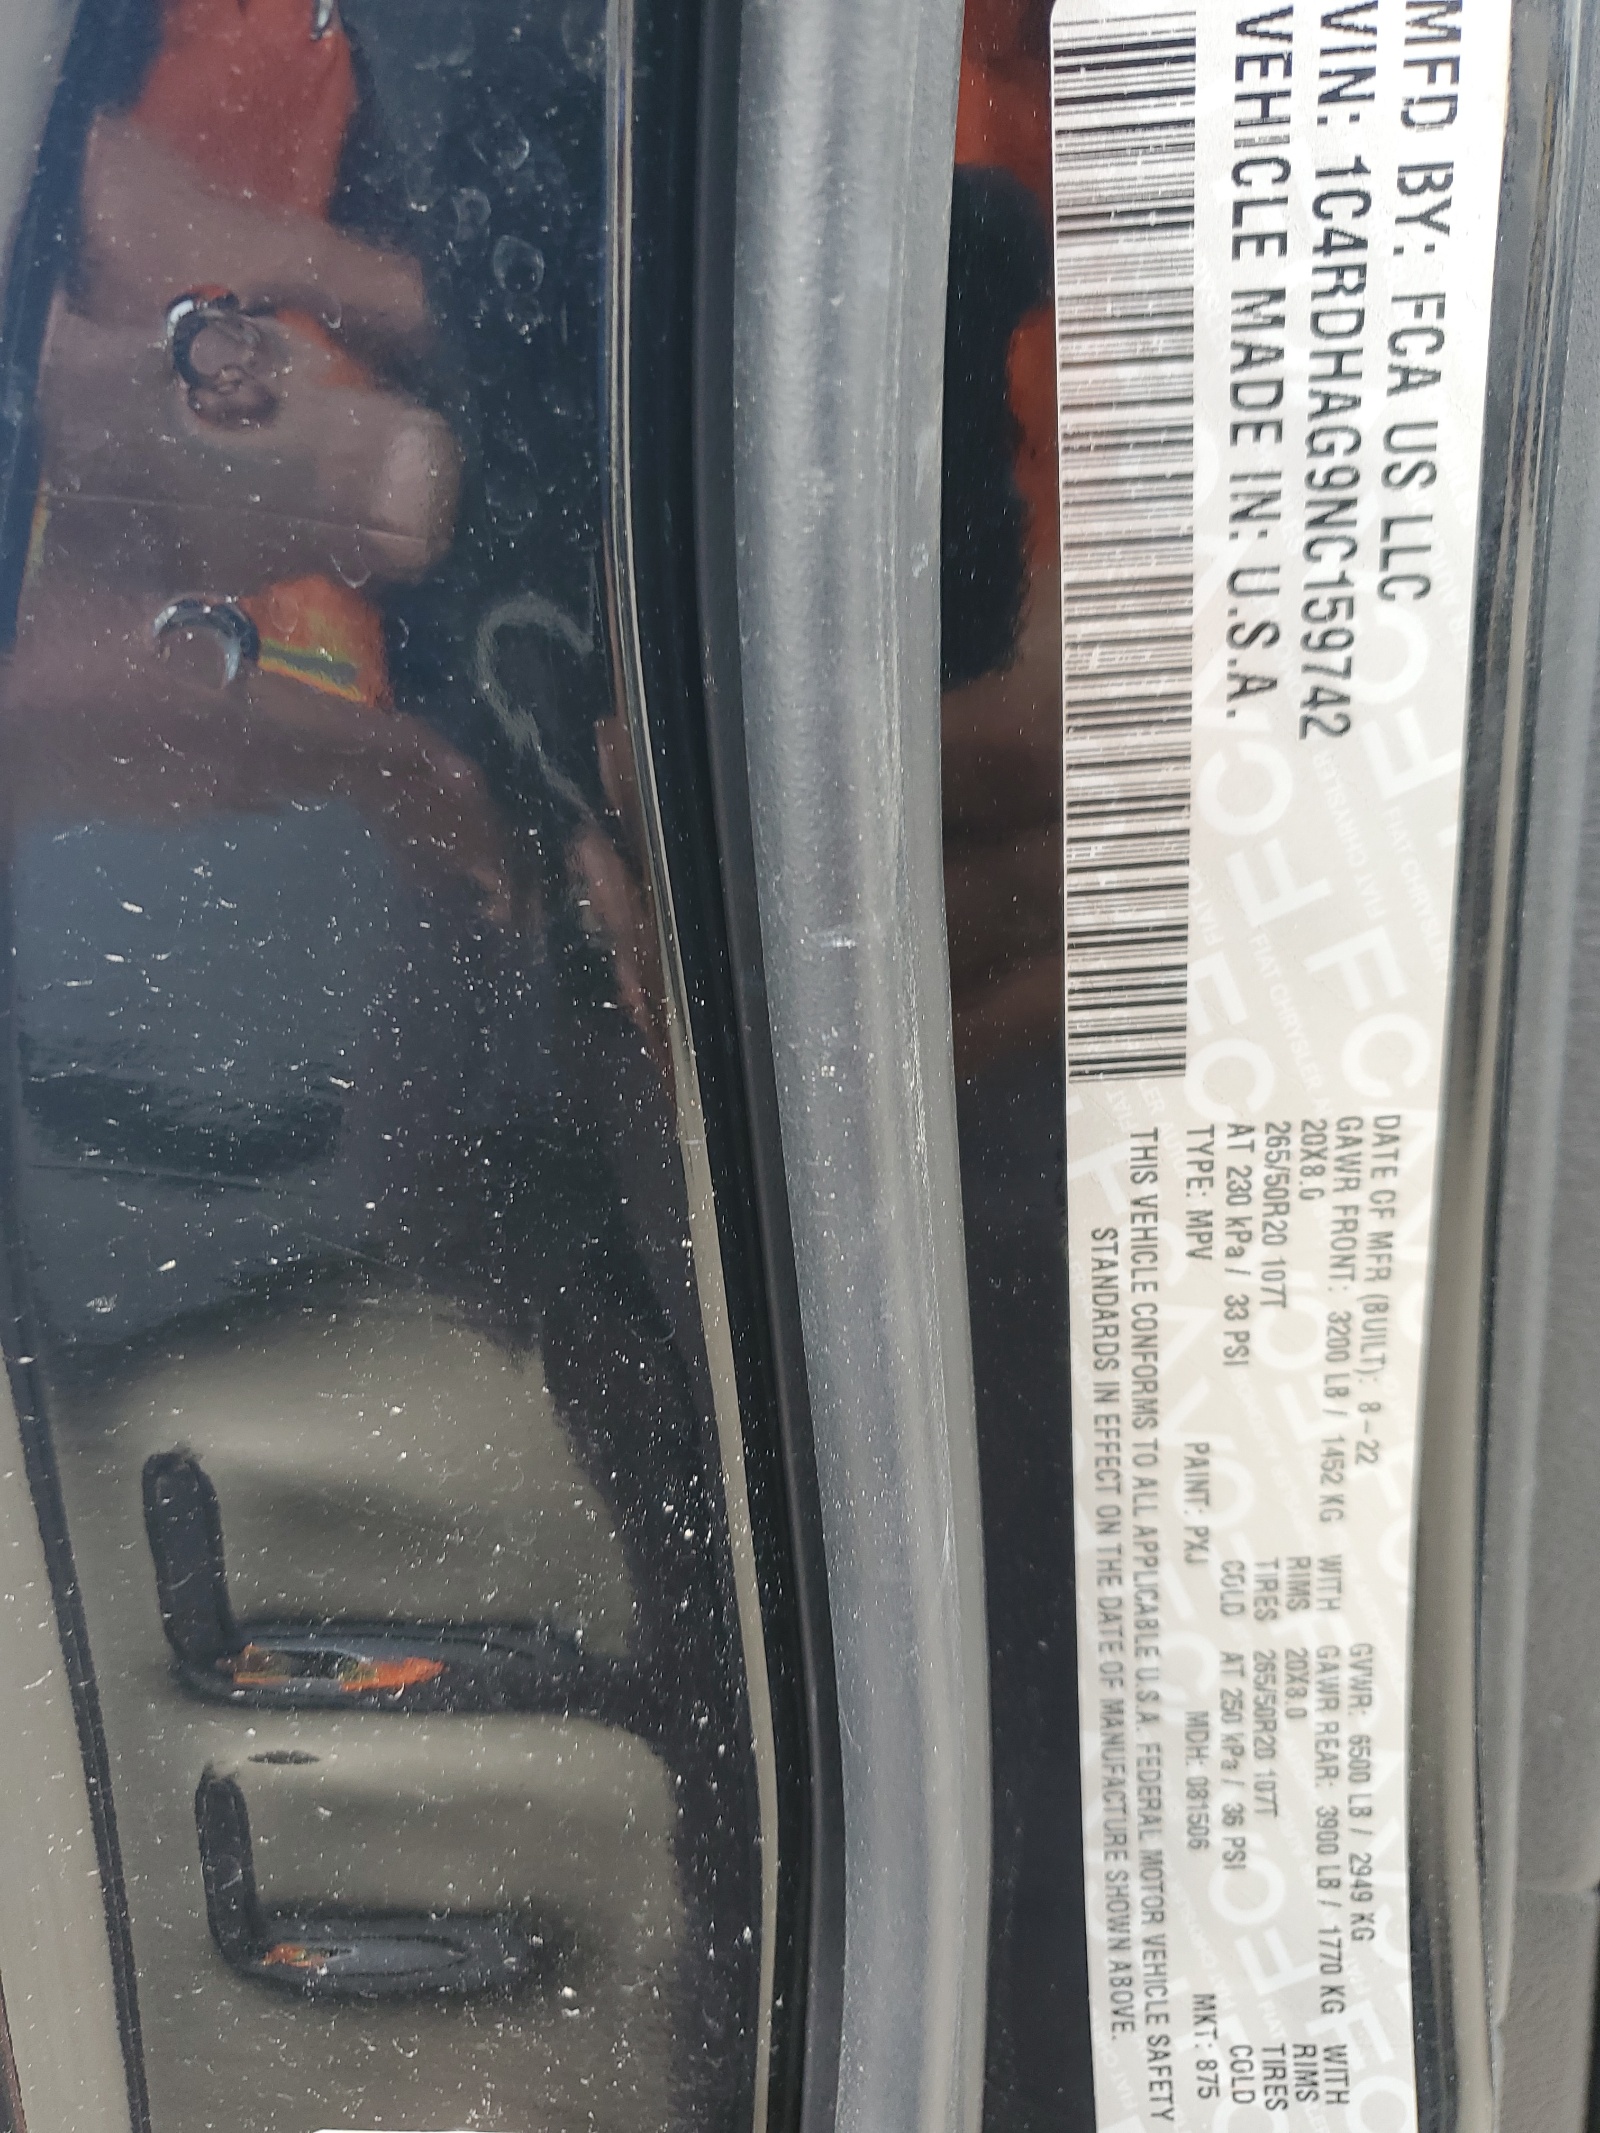 MFD BY: FCA US LLC
VIN: 1C4RDHAG9NC159742
VEHICLE MADE IN: U.S.A.
DATE OF MFR (BUILT): 8-22 GVWR: 6500 LB / 2949 KG
GAWR FRONT: 3200 LB / 1452 KG WITH GAWR REAR: 3900 LB / 1770 KG WITH
20X8.0 RIMS 20X8.0 RIMS
265/50R20 107T TIRES 265/50R20 107T TIRES
AT 230 kPa / 33 PSI COLD AT 250 kPa / 36 PSI COLD
TYPE: MPV PAINT: PXJ MDH: 081506 MKT: 875
THIS VEHICLE CONFORMS TO ALL APPLICABLE U.S.A. FEDERAL MOTOR VEHICLE SAFETY
STANDARDS IN EFFECT ON THE DATE OF MANUFACTURE SHOWN ABOVE.